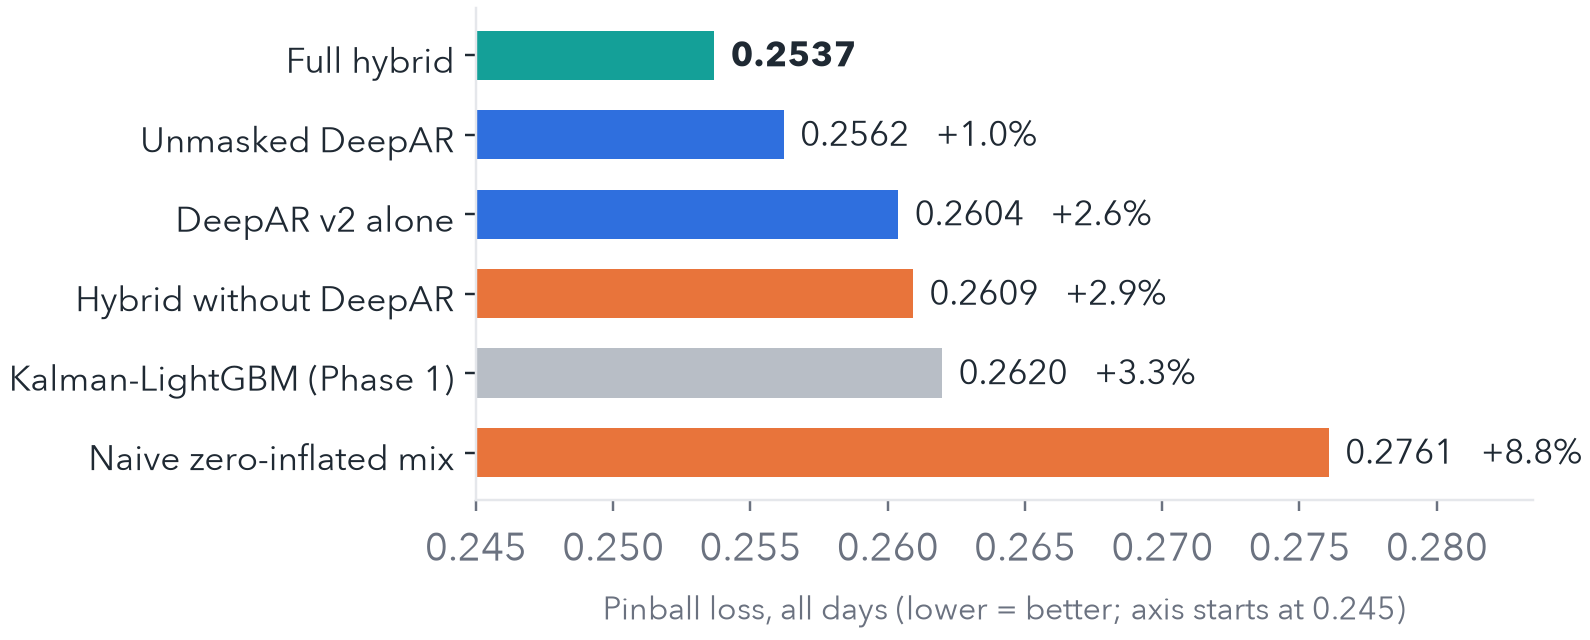 Full hybrid 0.2537
Unmasked DeepAR 0.2562 +1.0%
DeepAR v2 alone 0.2604 +2.6%
Hybrid without DeepAR 0.2609 +2.9%
Kalman-LightGBM (Phase 1) 0.2620 +3.3%
Naive zero-inflated mix 0.2761 +8.8%
0.245 0.250 0.255 0.260 0.265 0.270 0.275 0.280
Pinball loss, all days (lower = better; axis starts at 0.245)